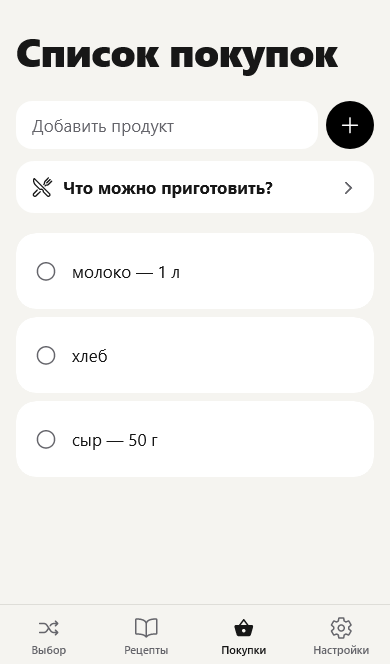 Список покупок
Добавить продукт
Что можно приготовить?
молоко — 1 л
хлеб
сыр — 50 г
Выбор
Рецепты
Покупки
Настройки